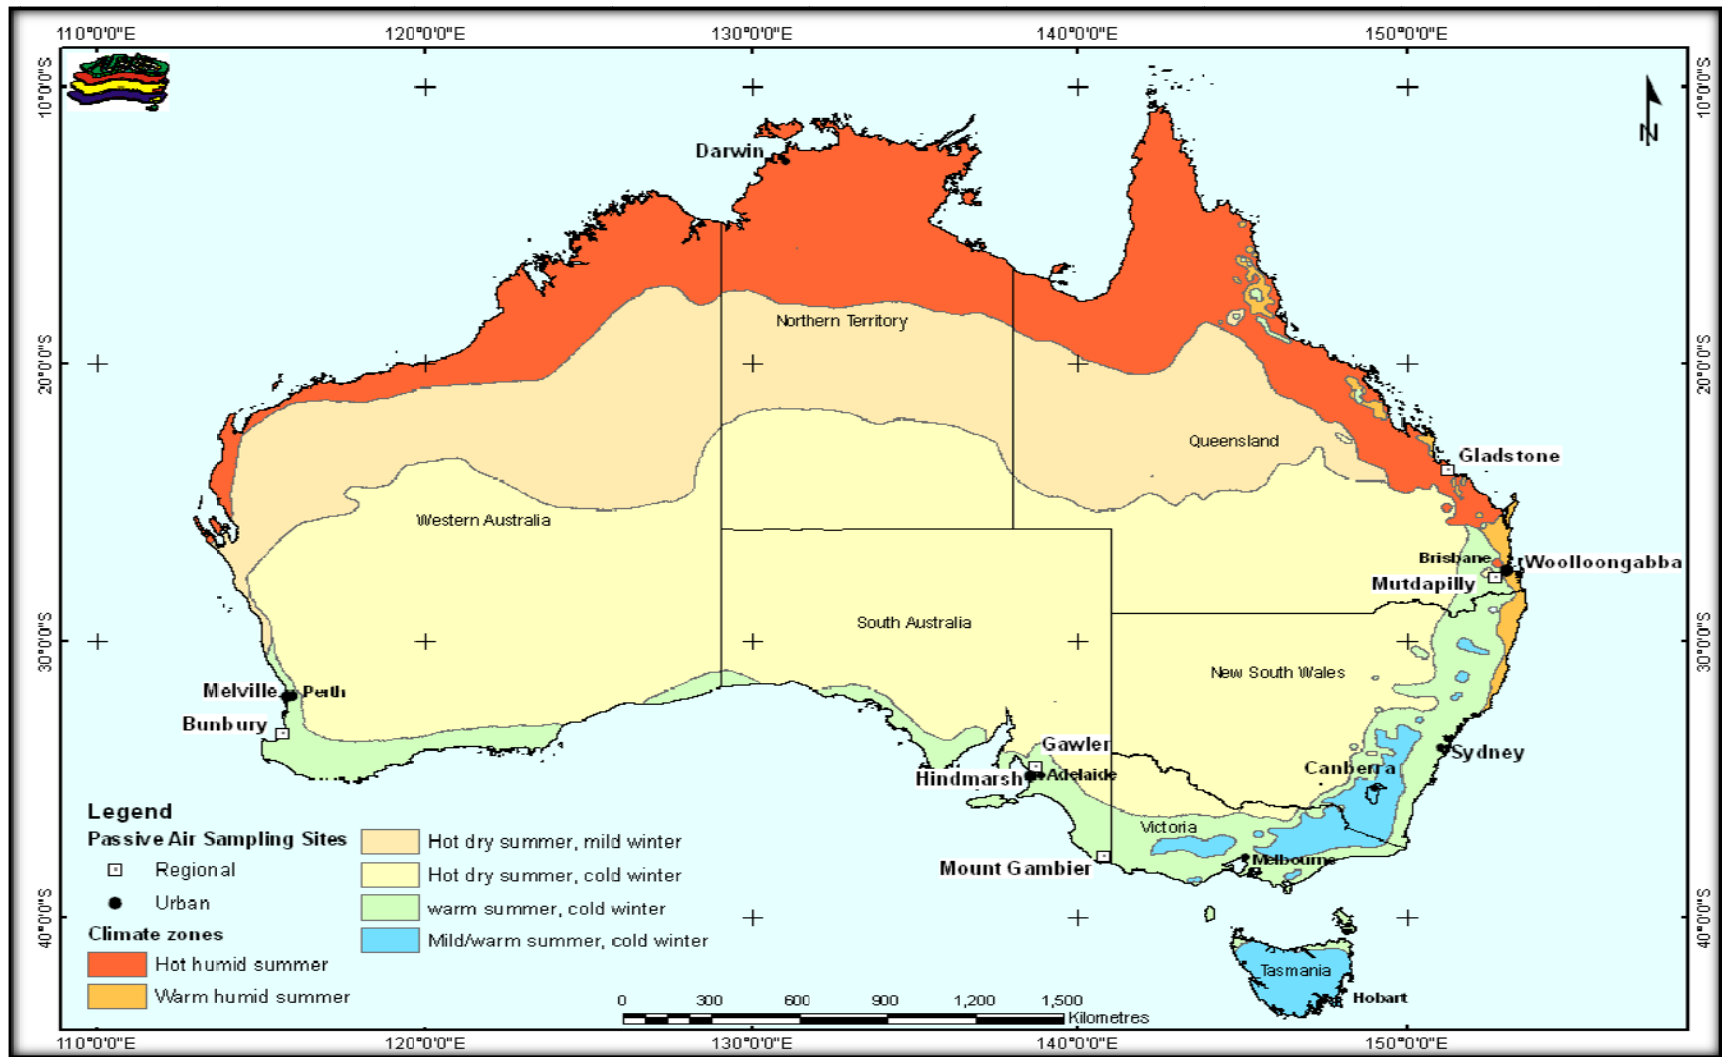 110°0'0"E 120°0'0"E 130°0'0"E 140°0'0"E 150°0'0"E
10°0'0"S 10°0'0"S
N
Darwin
Northern Territory
20°0'0"S 20°0'0"S
Queensland
Gladstone
Western Australia
Brisbane Woolloongabba
Mutdapilly
South Australia
30°0'0"S 30°0'0"S
New South Wales
Melville Perth
Bunbury
Gawler
Sydney
Canberra
Hindmarsh Adelaide
Victoria
Melbourne
Mount Gambier
40°0'0"S 40°0'0"S
Tasmania
Hobart
Legend
Passive Air Sampling Sites
Regional
Urban
Climate zones
Hot humid summer
Warm humid summer
Hot dry summer, mild winter
Hot dry summer, cold winter
warm summer, cold winter
Mild/warm summer, cold winter
0 300 600 900 1,200 1,500
Kilometres
110°0'0"E 120°0'0"E 130°0'0"E 140°0'0"E 150°0'0"E